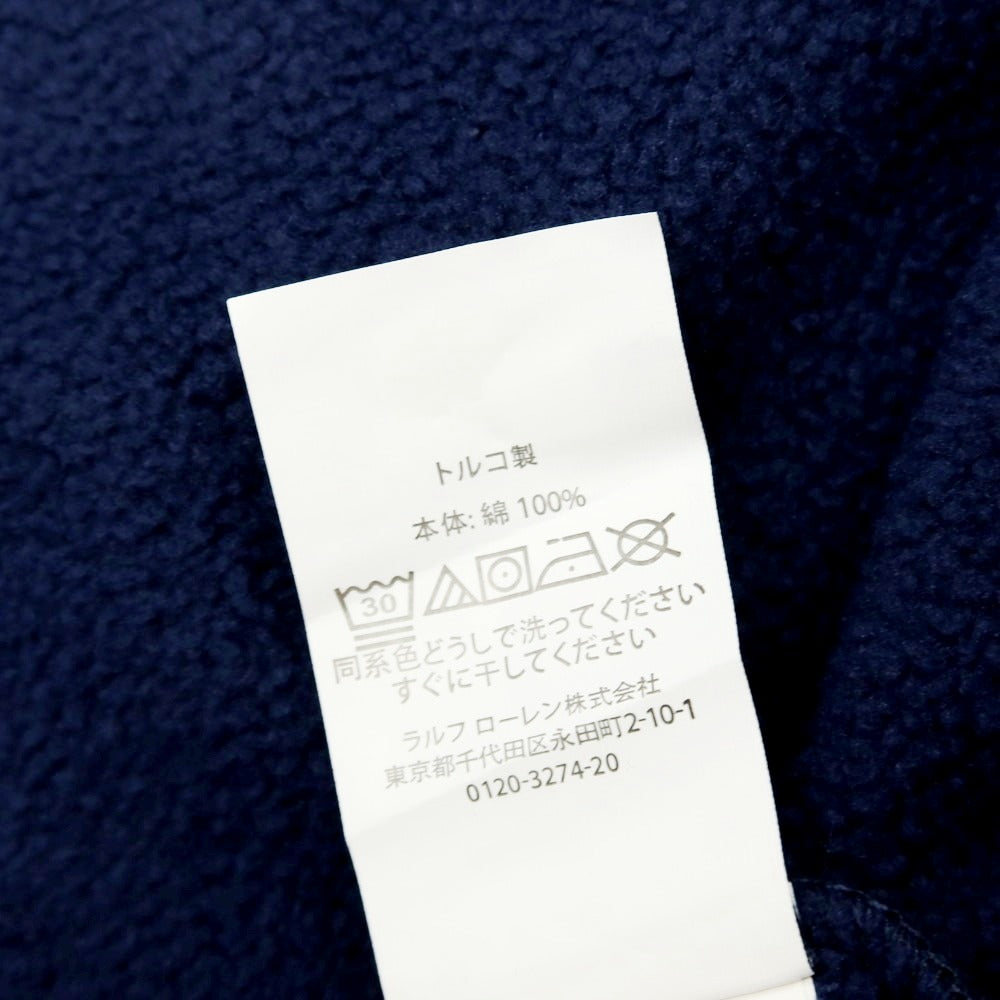 トルコ製
本体: 綿 100%
30
同系色どうしで洗ってください
すぐに干してください
ラルフ ローレン株式会社
東京都千代田区永田町2-10-1
0120-3274-20